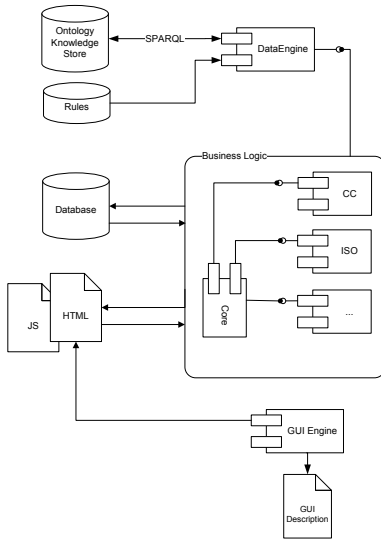 Ontology
Knowledge
Store
SPARQL
DataEngine
Rules
Business Logic
CC
Database
ISO
HTML
JS
Core
...
GUI Engine
GUI
Description